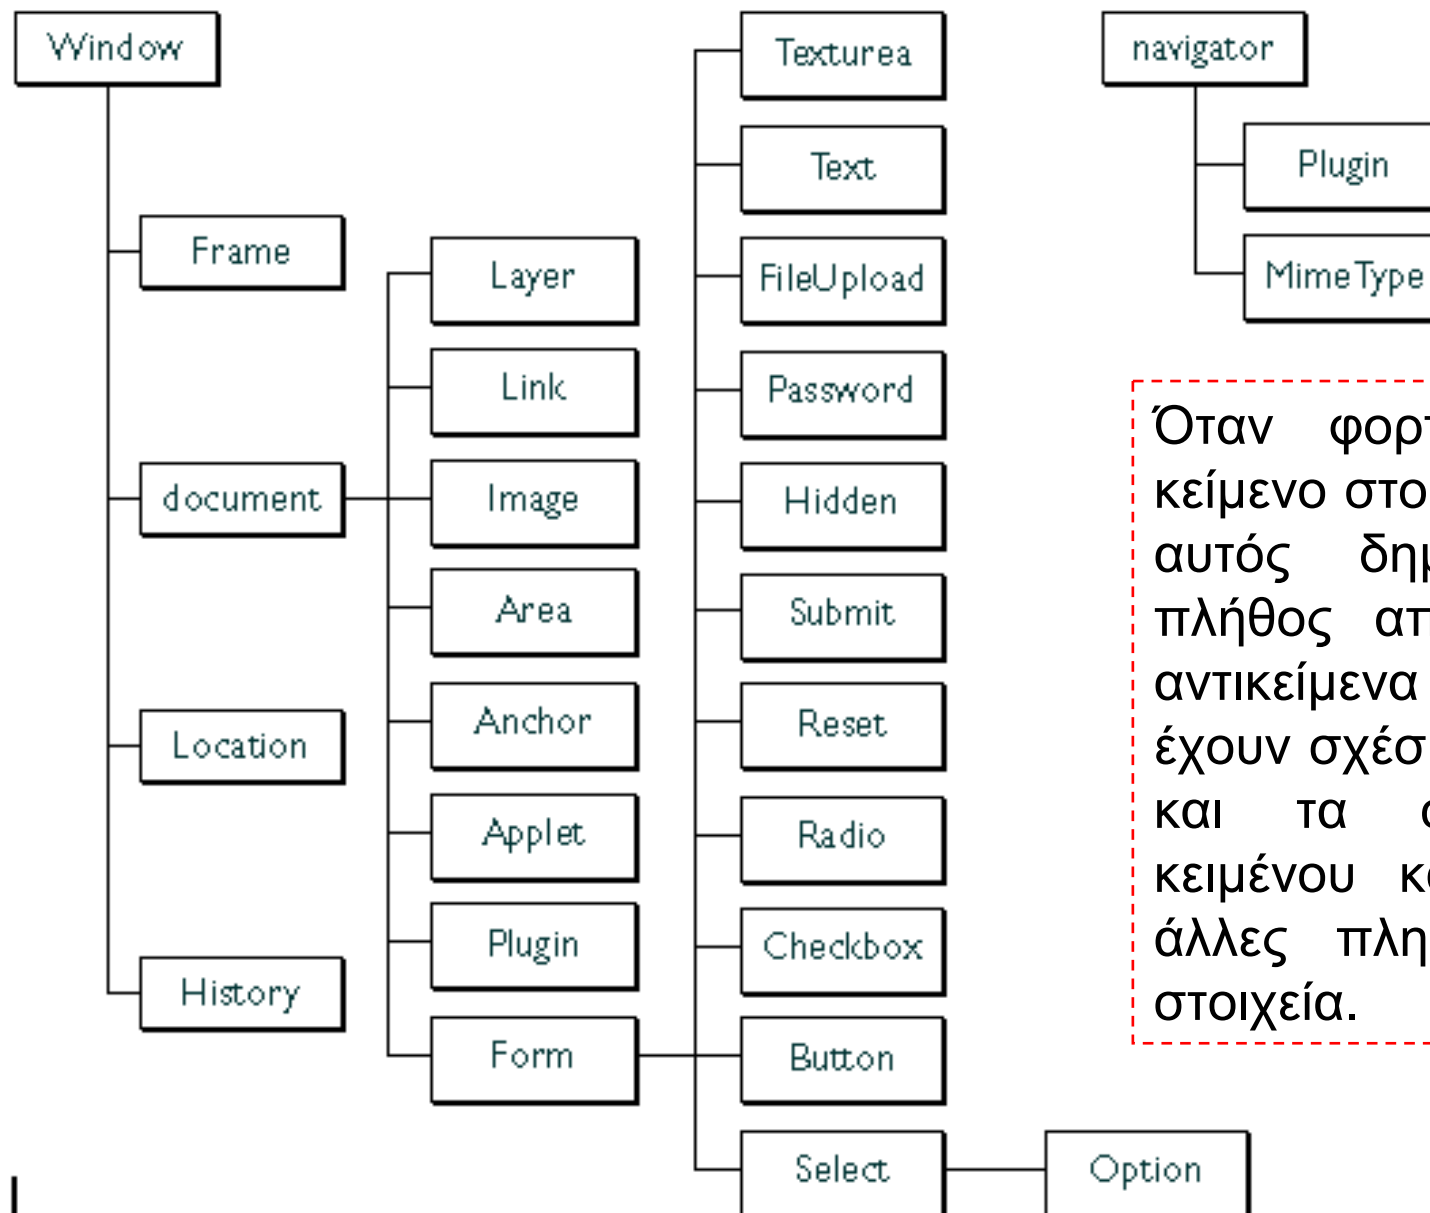 Window
Frame
document
Location
History
Layer
Link
Image
Area
Anchor
Applet
Plugin
Form
Texturea
Text
FileUpload
Password
Hidden
Submit
Reset
Radio
Checkbox
Button
Select
Option
navigator
Plugin
MimeType
Όταν
κείμενο
αυτός
πλήθος
αντικείμενα
έχουν
και τα
κειμένου
άλλες
στοιχεία.